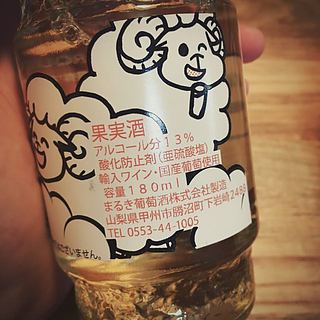 果実酒
アルコール分13%
酸化防止剤(亜硫酸塩)
輸入ワイン・国産葡萄使用
容量180ml
まるき葡萄酒株式会社製造
山梨県甲州市勝沼町下岩崎2488
TEL 0553-44-1005
ございません。